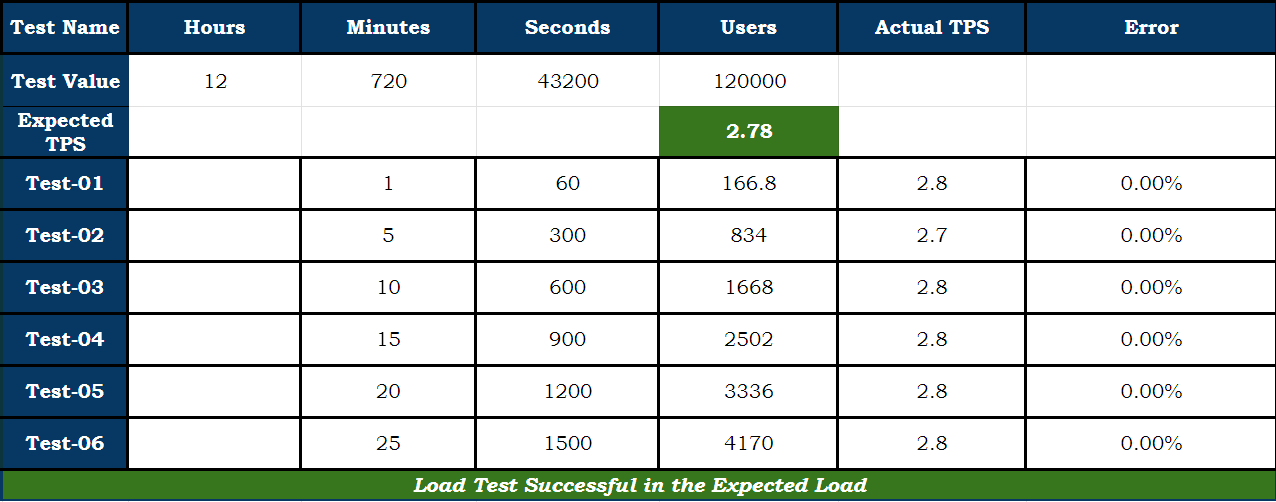 Test Name Hours Minutes Seconds Users Actual TPS Error
Test Value 12 720 43200 120000
Expected
TPS
2.78
Test-01 1 60 166.8 2.8 0.00%
Test-02 5 300 834 2.7 0.00%
Test-03 10 600 1668 2.8 0.00%
Test-04 15 900 2502 2.8 0.00%
Test-05 20 1200 3336 2.8 0.00%
Test-06 25 1500 4170 2.8 0.00%
Load Test Successful in the Expected Load